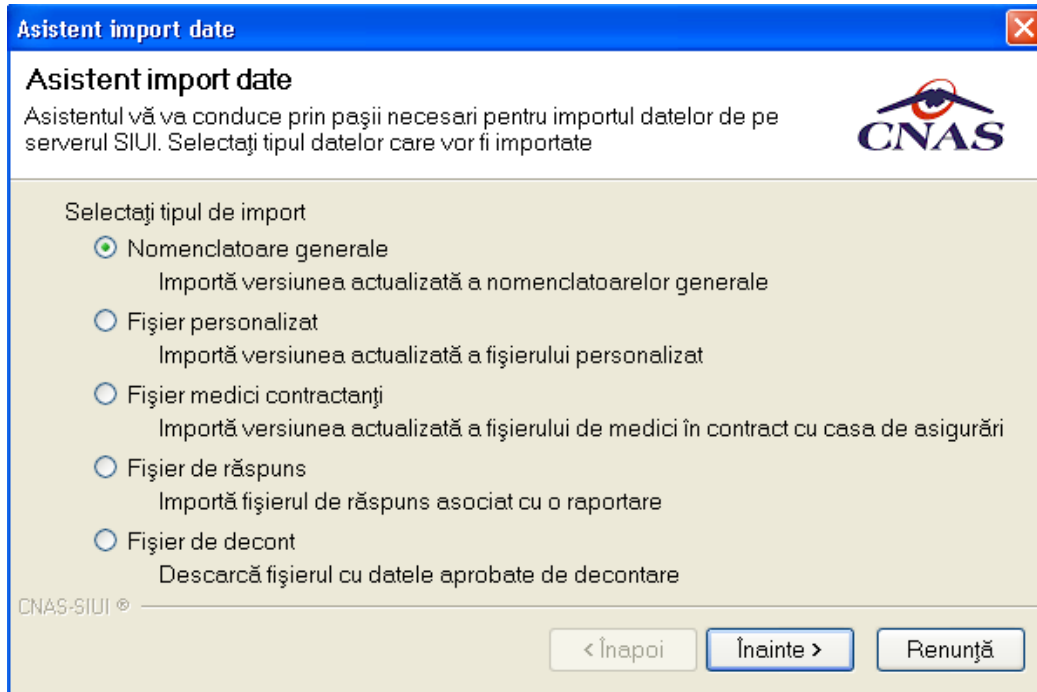 Asistent import date
Asistent import date
Asistentul vă va conduce prin paşii necesari pentru importul datelor de pe
serverul SIUI. Selectaţi tipul datelor care vor fi importate
CNAS
Selectaţi tipul de import
Nomenclatoare generale
Importă versiunea actualizată a nomenclatoarelor generale
Fişier personalizat
Importă versiunea actualizată a fişierului personalizat
Fişier medici contractanţi
Importă versiunea actualizată a fişierului de medici în contract cu casa de asigurări
Fişier de răspuns
Importă fişierul de răspuns asociat cu o raportare
Fişier de decont
Descarcă fişierul cu datele aprobate de decontare
CNAS-SIUI ®
< Înapoi
Înainte >
Renunţă